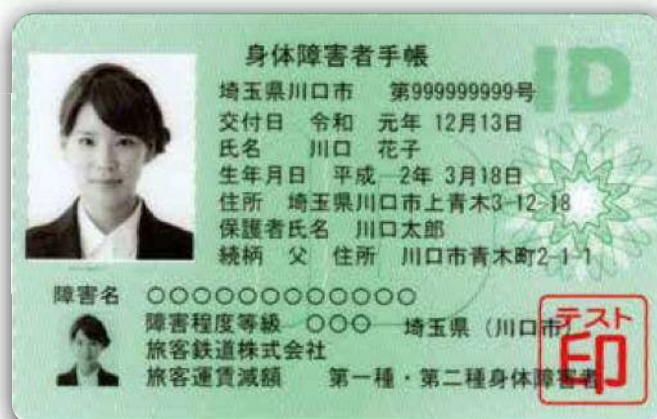 身体障害者手帳
ID
埼玉県川口市　第999999999号
交付日　令和　元年 12月13日
氏名　　川口　花子
生年月日　平成　2年 3月18日
住所　埼玉県川口市上青木3-12-18
保護者氏名　川口太郎
続柄　父　住所　川口市青木町2-1-1
障害名　○○○○○○○○○○○○
障害程度等級　○○○　埼玉県（川口市）
テスト
印
旅客鉄道株式会社
旅客運賃減額　　第一種・第二種身体障害者